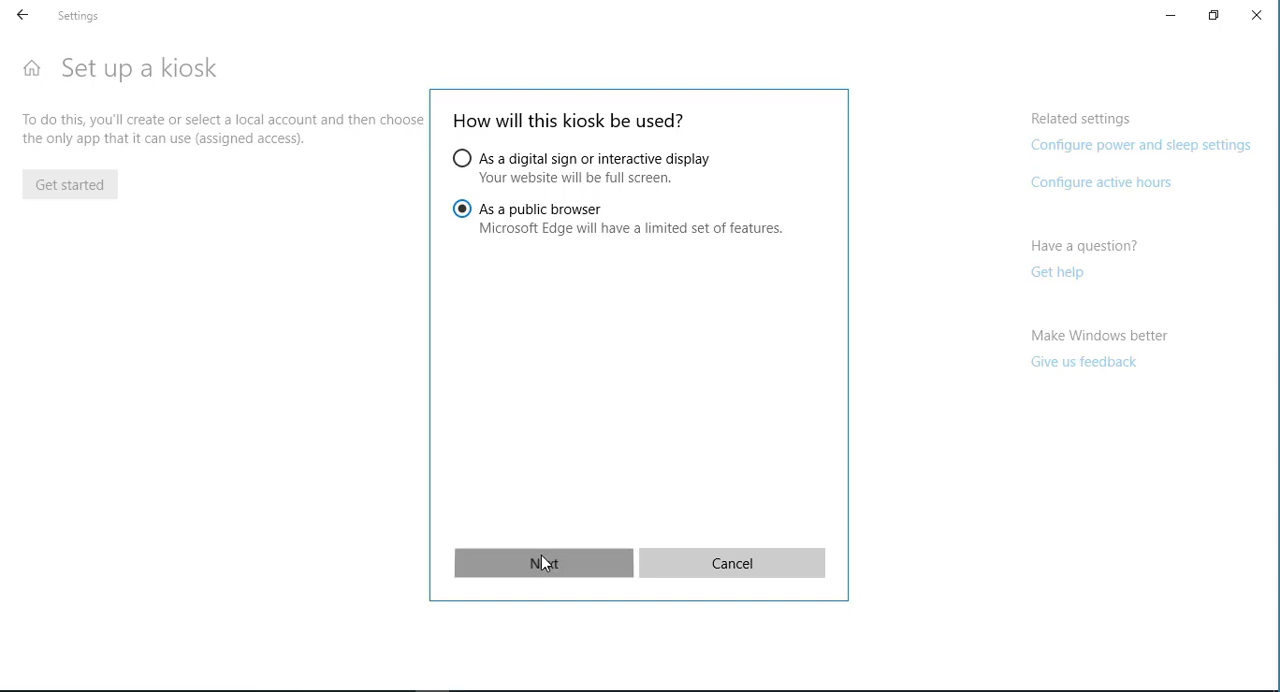 Settings
Set up a kiosk
To do this, you'll create or select a local account and then choose
the only app that it can use (assigned access).
Get started
How will this kiosk be used?
As a digital sign or interactive display
Your website will be full screen.
As a public browser
Microsoft Edge will have a limited set of features.
Next
Cancel
Related settings
Configure power and sleep settings
Configure active hours
Have a question?
Get help
Make Windows better
Give us feedback